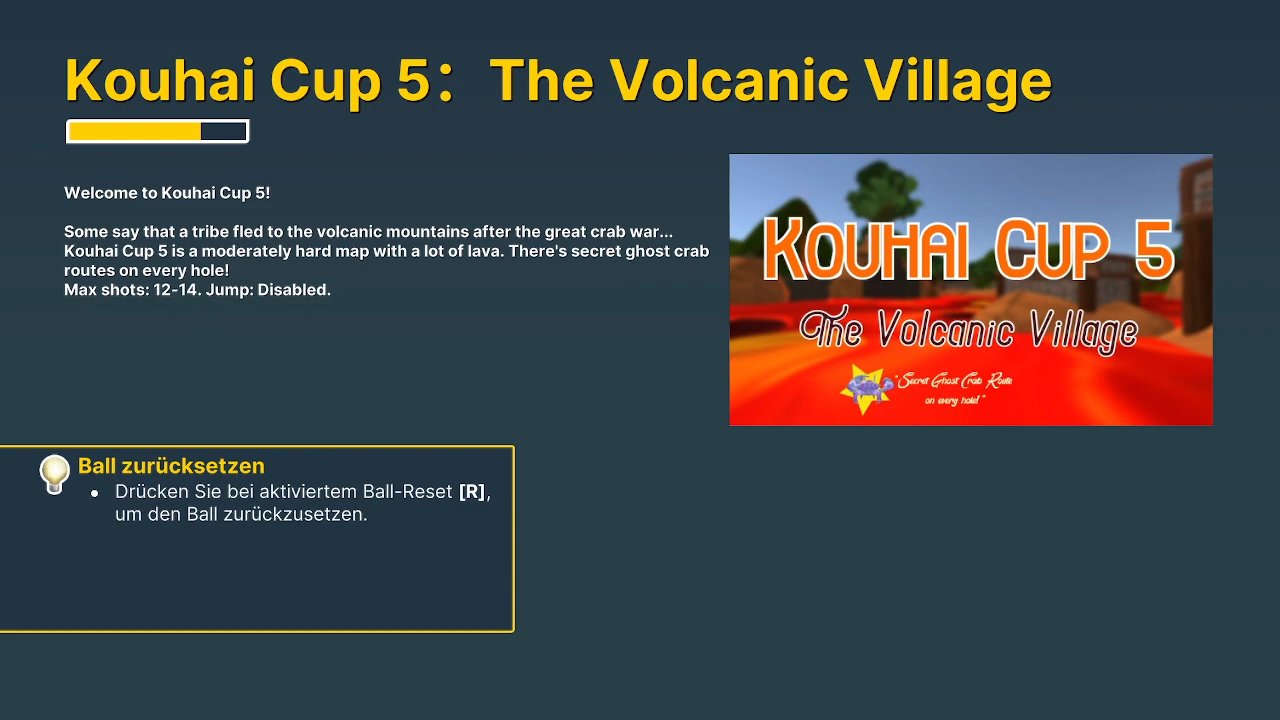 Kouhai Cup 5: The Volcanic Village
Welcome to Kouhai Cup 5!
Some say that a tribe fled to the volcanic mountains after the great crab war...
Kouhai Cup 5 is a moderately hard map with a lot of lava. There's secret ghost crab
routes on every hole!
Max shots: 12-14. Jump: Disabled.
KOUHAI CUP 5
The Volcanic Village
"Secret Ghost Crab Route
on every hole!"
Ball zurücksetzen
• Drücken Sie bei aktiviertem Ball-Reset [R],
um den Ball zurückzusetzen.